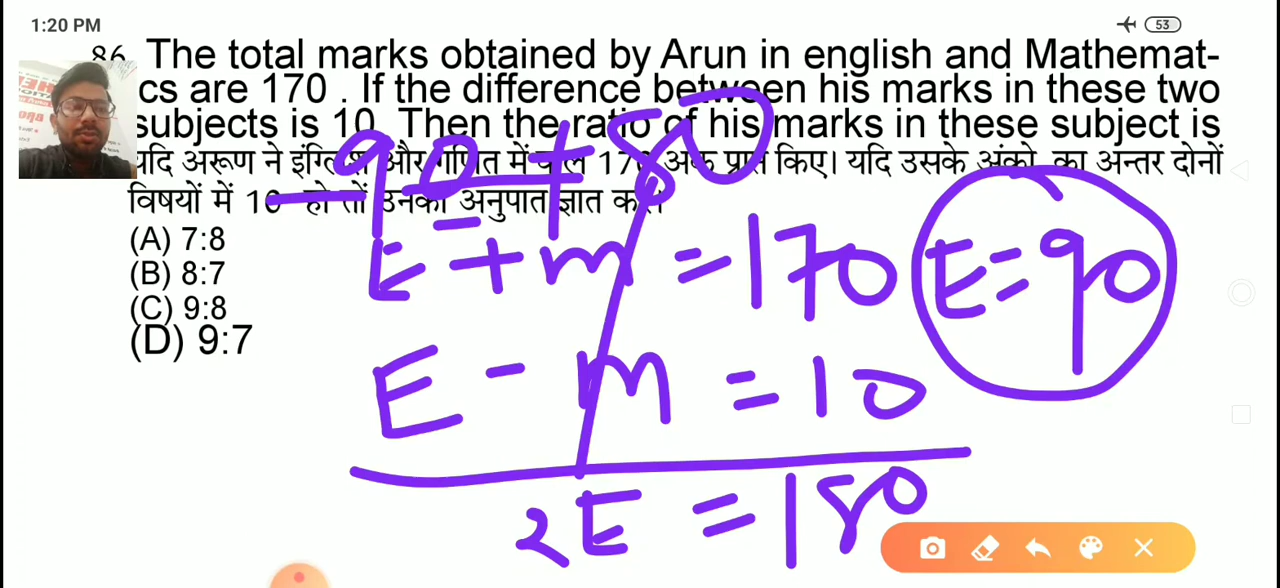 1:20 PM
53
86. The total marks obtained by Arun in english and Mathemat-
cs are 170 . If the difference between his marks in these two
subjects is 10. Then the ratio of his marks in these subject is
यदि अरूण ने इंग्लिश और गणित में कुल 170 अंक प्राप्त किए। यदि उसके अंको का अन्तर दोनों
विषयों में 10 हो तों उनका अनुपात ज्ञात करो।
90 + 80
E + m = 170
E = 90
(A) 7:8
(B) 8:7
(C) 9:8
(D) 9:7
E - m = 10
2E = 180